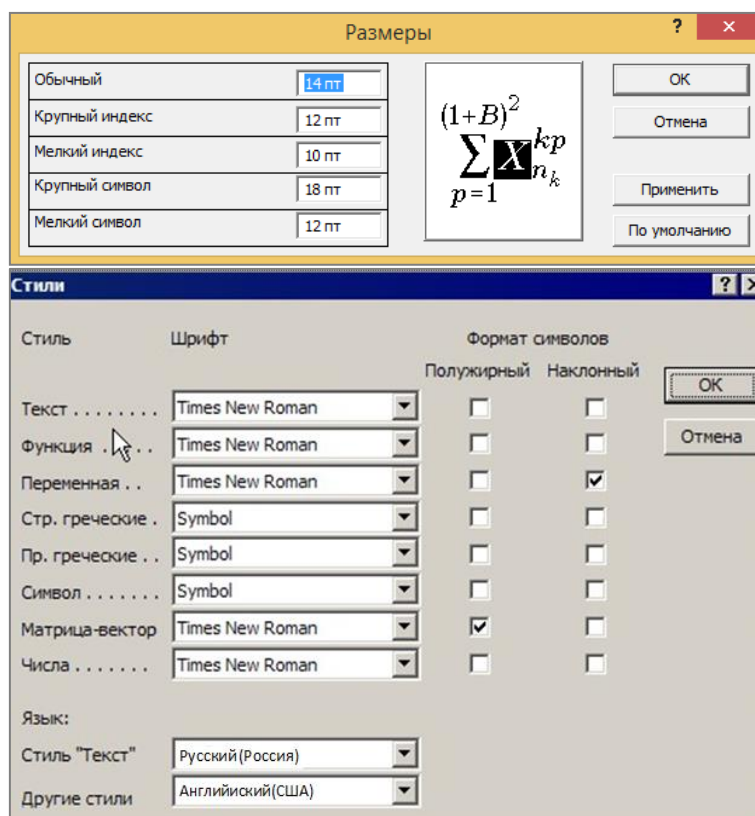 Размеры ? ×
Обычный 14 пт
Крупный индекс 12 пт
Мелкий индекс 10 пт
Крупный символ 18 пт
Мелкий символ 12 пт
(1+B)²
∑ X kp
n k
p=1
ОК
Отмена
Применить
По умолчанию
Стили ? X
Стиль Шрифт Формат символов
Полужирный Наклонный
Текст . . . . . . . . Times New Roman
Функция . . . . Times New Roman
Переменная . . Times New Roman
Стр. греческие . Symbol
Пр. греческие . . Symbol
Символ . . . . . . . Symbol
Матрица-вектор Times New Roman
Числа . . . . . . . Times New Roman
ОК
Отмена
Язык:
Стиль "Текст" Русский(Россия)
Другие стили Английиский(США)